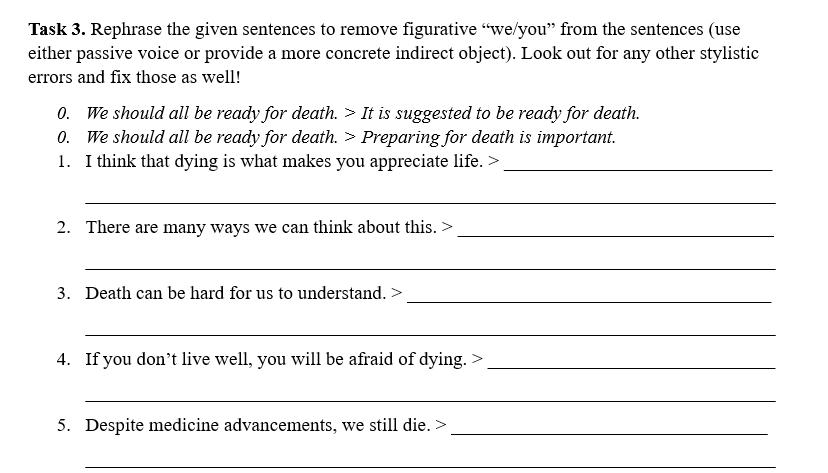 Task 3. Rephrase the given sentences to remove figurative “we/you” from the sentences (use
either passive voice or provide a more concrete indirect object). Look out for any other stylistic
errors and fix those as well!
0. We should all be ready for death. > It is suggested to be ready for death.
0. We should all be ready for death. > Preparing for death is important.
1. I think that dying is what makes you appreciate life. >
2. There are many ways we can think about this. >
3. Death can be hard for us to understand. >
4. If you don’t live well, you will be afraid of dying. >
5. Despite medicine advancements, we still die. >